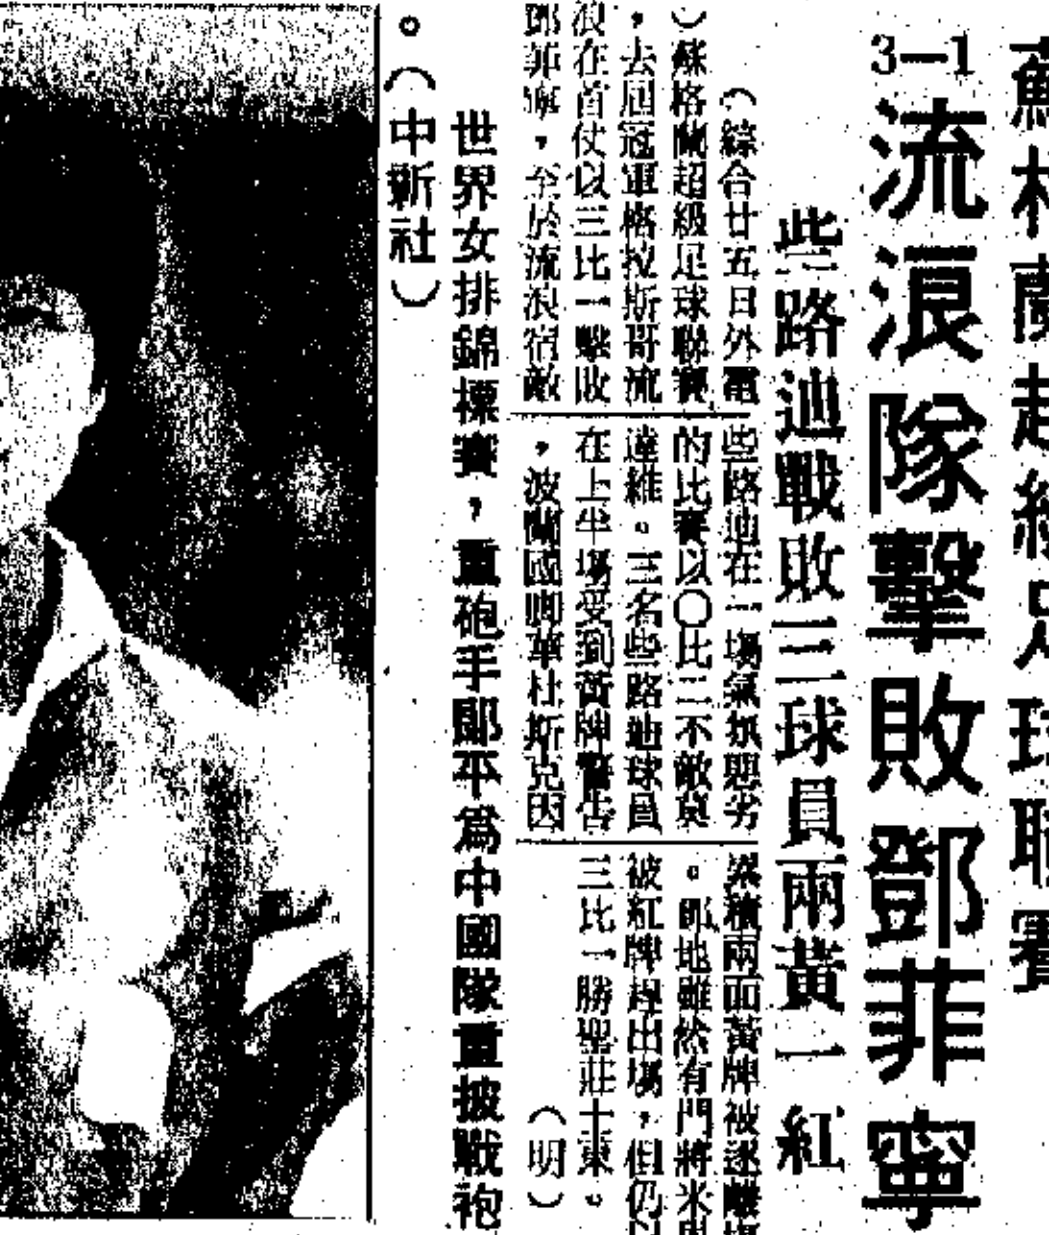 蘇格蘭超級足球聯賽
3—1流浪隊擊敗鄧菲寧
些路迪戰敗三球員兩黃一紅
（綜合廿五日外電
）蘇格蘭超級足球聯賽
，去屆冠軍格拉斯哥流
浪在首仗以三比一擊敗
鄧菲寧，至於流浪宿敵
些路迪在一場氣氛惡劣
的比賽以〇比二不敵莫
達維。三名些路迪球員
在上半場受到黃牌警告
，波蘭國脚華杜斯克因
累積兩面黃牌被逐離場
。地雖然有門將米
被紅牌趕出場，但仍以
三比一勝聖莊士東。
（明）
世界女排錦標賽，重砲手郎平爲中國隊重披戰袍
。（中新社）